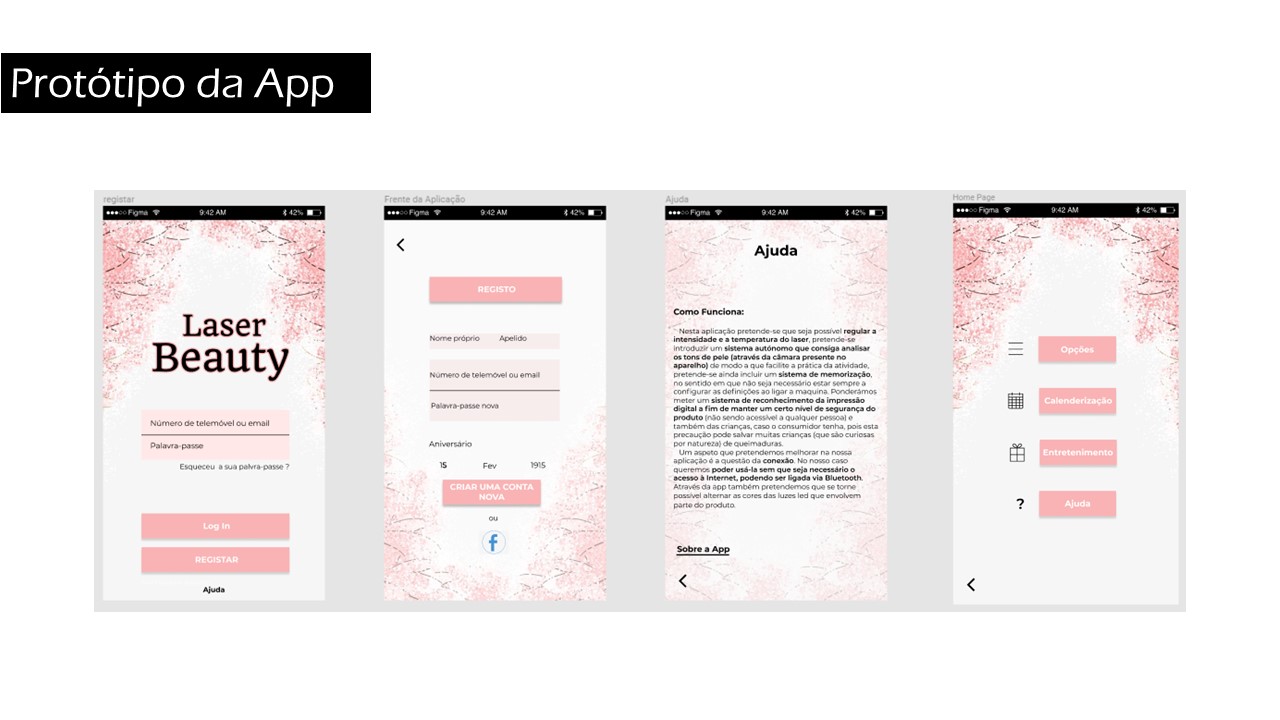 Protótipo da App
registar
Figma 9:42 AM 42%
Laser
Beauty
Número de telemóvel ou email
Palavra-passe
Esqueceu a sua palvra-passe ?
Log In
REGISTAR
Ajuda
Frente da Aplicação
Figma 9:42 AM 42%
REGISTO
Nome próprio Apelido
Número de telemóvel ou email
Palavra-passe nova
Aniversário
15 Fev 1915
CRIAR UMA CONTA
NOVA
ou
f
Ajuda
Figma 9:42 AM 42%
Ajuda
Como Funciona:
Nesta aplicação pretende-se que seja possível regular a
intensidade e a temperatura do laser, pretende-se
introduzir um sistema autónomo que consiga analisar
os tons de pele (através da câmara presente no
aparelho) de modo a que facilite a prática da atividade,
pretende-se ainda incluir um sistema de memorização,
no sentido em que não seja necessário estar sempre a
configurar as definições ao ligar a maquina. Ponderámos
meter um sistema de reconhecimento da impressão
digital a fim de manter um certo nível de segurança do
produto (não sendo acessível a qualquer pessoa) e
também das crianças, caso o consumidor tenha, pois esta
precaução pode salvar muitas crianças (que são curiosas
por natureza) de queimaduras.
Um aspeto que pretendemos melhorar na nossa
aplicação é a questão da conexão. No nosso caso
queremos poder usá-la sem que seja necessário o
acesso à Internet, podendo ser ligada via Bluetooth.
Através da app também pretendemos que se torne
possível alternar as cores das luzes led que envolvem
parte do produto.
Sobre a App
Home Page
Figma 9:42 AM 42%
Opções
Calenderização
Entretenimento
? Ajuda